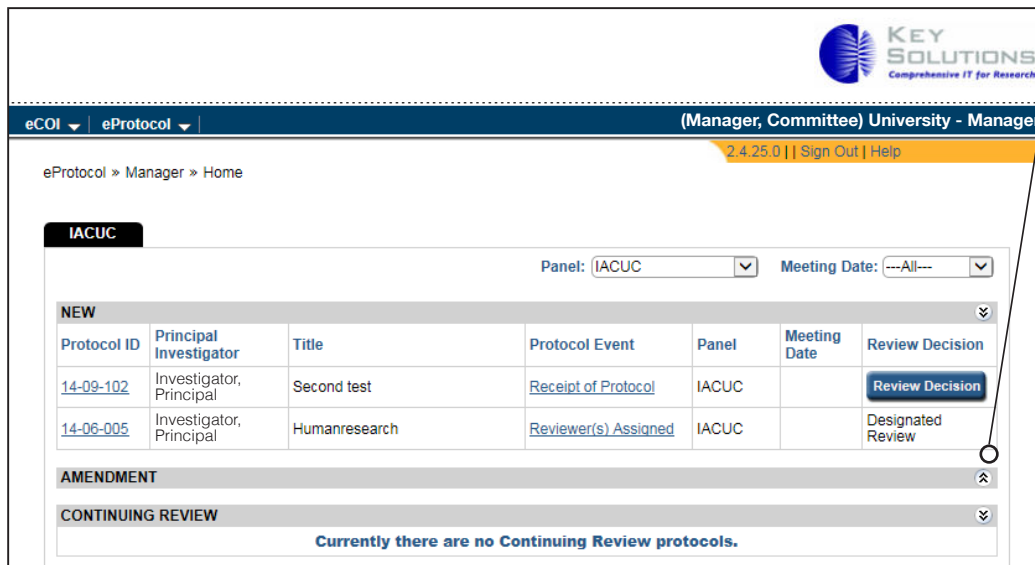 KEY
SOLUTIONS
Comprehensive IT for Research
eCOI | eProtocol |
(Manager, Committee) University - Manager
2.4.25.0 | | Sign Out | Help
eProtocol » Manager » Home
IACUC
Panel: IACUC Meeting Date: ---All---
NEW
Protocol ID Principal Investigator Title Protocol Event Panel Meeting Date Review Decision
14-09-102 Investigator, Principal Second test Receipt of Protocol IACUC Review Decision
14-06-005 Investigator, Principal Humanresearch Reviewer(s) Assigned IACUC Designated Review
AMENDMENT
CONTINUING REVIEW
Currently there are no Continuing Review protocols.